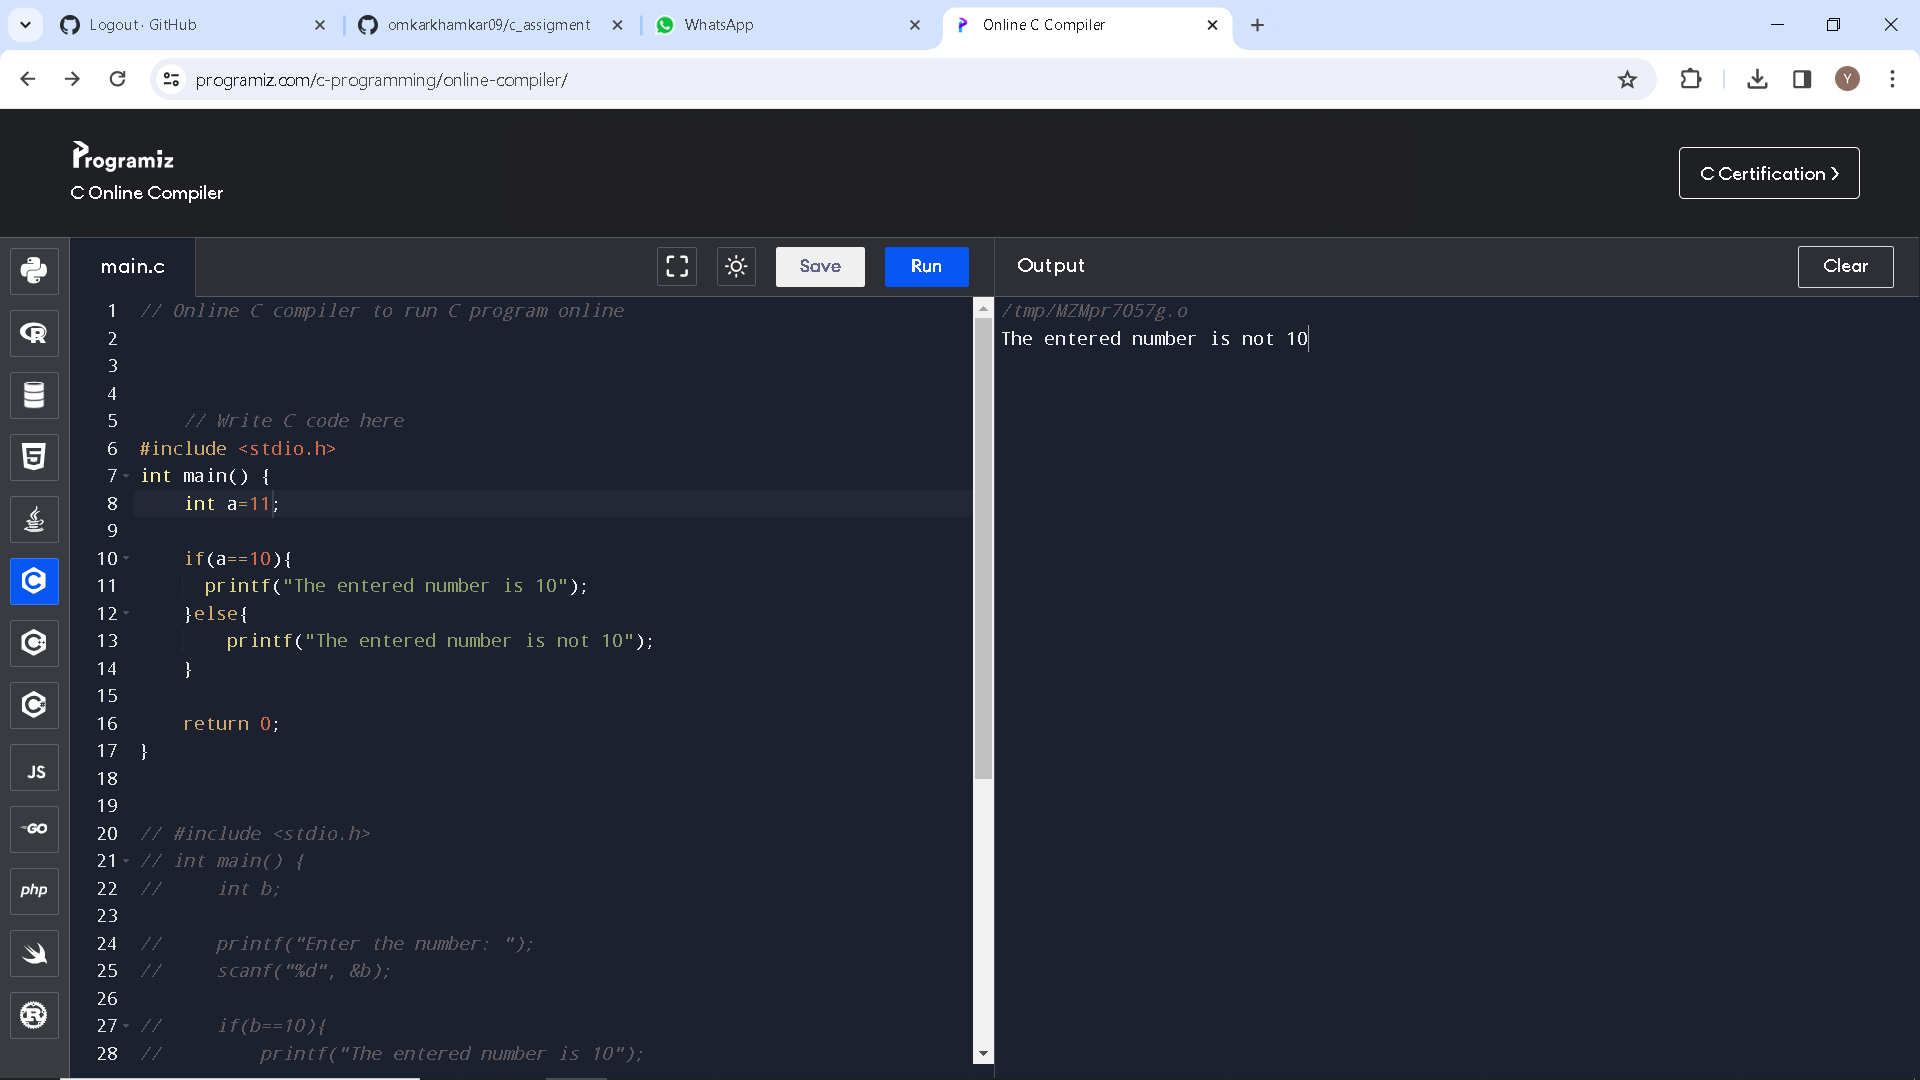 Logout · GitHub
omkarkhamkar09/c_assigment
WhatsApp
Online C Compiler
programiz.com/c-programming/online-compiler/
Y
Programiz
C Online Compiler
C Certification
main.c
Save
Run
Output
Clear
1 // Online C compiler to run C program online
2
3
4
5 // Write C code here
6 #include <stdio.h>
7 int main() {
8 int a=11;
9
10 if(a==10){
11 printf("The entered number is 10");
12 }else{
13 printf("The entered number is not 10");
14 }
15
16 return 0;
17 }
18
19
20 // #include <stdio.h>
21 // int main() {
22 // int b;
23
24 // printf("Enter the number: ");
25 // scanf("%d", &b);
26
27 // if(b==10){
28 // printf("The entered number is 10");
/tmp/MZMpr7O57g.o
The entered number is not 10
R
5
C
C
C
JS
GO
php
R